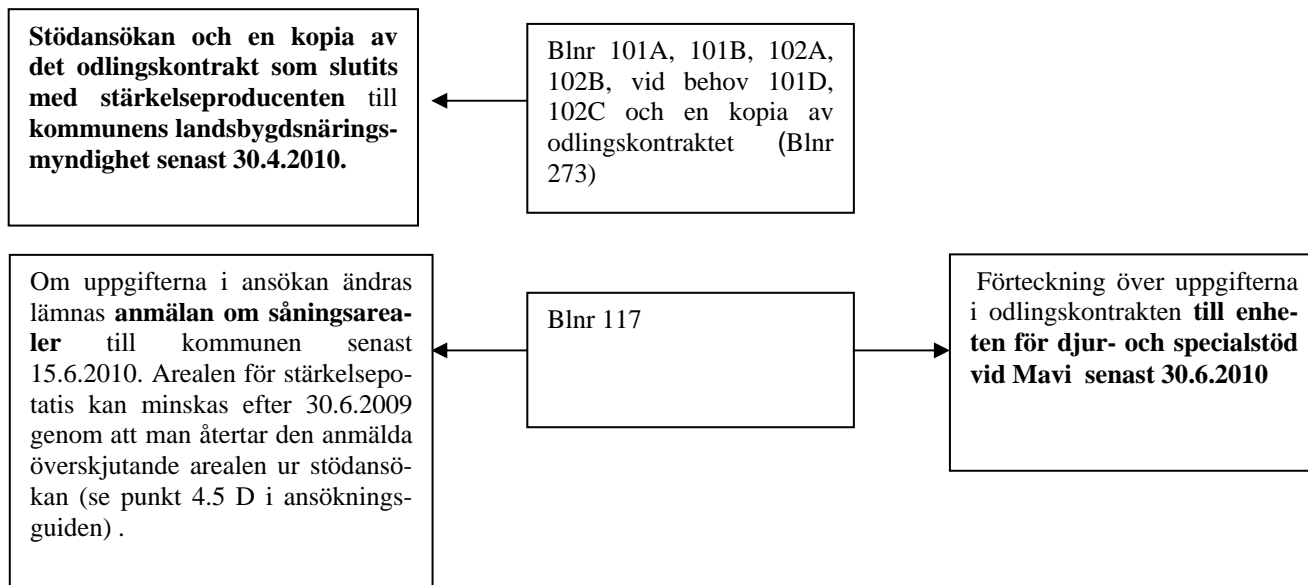 Stödansökan och en kopia av
det odlingskontrakt som slutits
med stärkelseproducenten till
kommunens landsbygdsnärings-
myndighet senast 30.4.2010.
Blnr 101A, 101B, 102A,
102B, vid behov 101D,
102C och en kopia av
odlingskontraktet (Blnr
273)
Om uppgifterna i ansökan ändras
lämnas anmälan om såningsarea-
ler till kommunen senast
15.6.2010. Arealen för stärkelsepo-
tatis kan minskas efter 30.6.2009
genom att man återtar den anmälda
överskjutande arealen ur stödansö-
kan (se punkt 4.5 D i ansöknings-
guiden) .
Blnr 117
Förteckning över uppgifterna
i odlingskontrakten till enhe-
ten för djur- och specialstöd
vid Mavi senast 30.6.2010